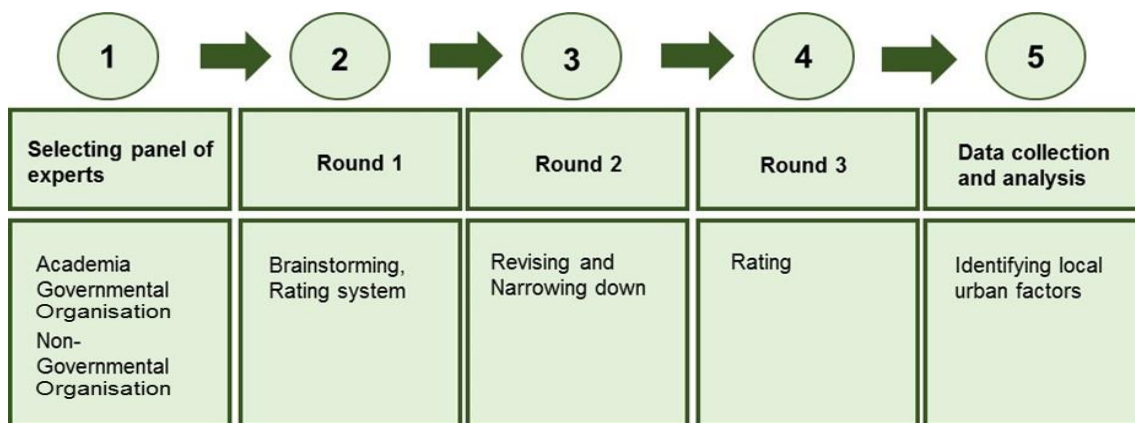 1
2
3
4
5
Selecting panel of
experts
Round 1
Round 2
Round 3
Data collection
and analysis
Academia
Governmental
Organisation
Non-
Governmental
Organisation
Brainstorming,
Rating system
Revising and
Narrowing down
Rating
Identifying local
urban factors